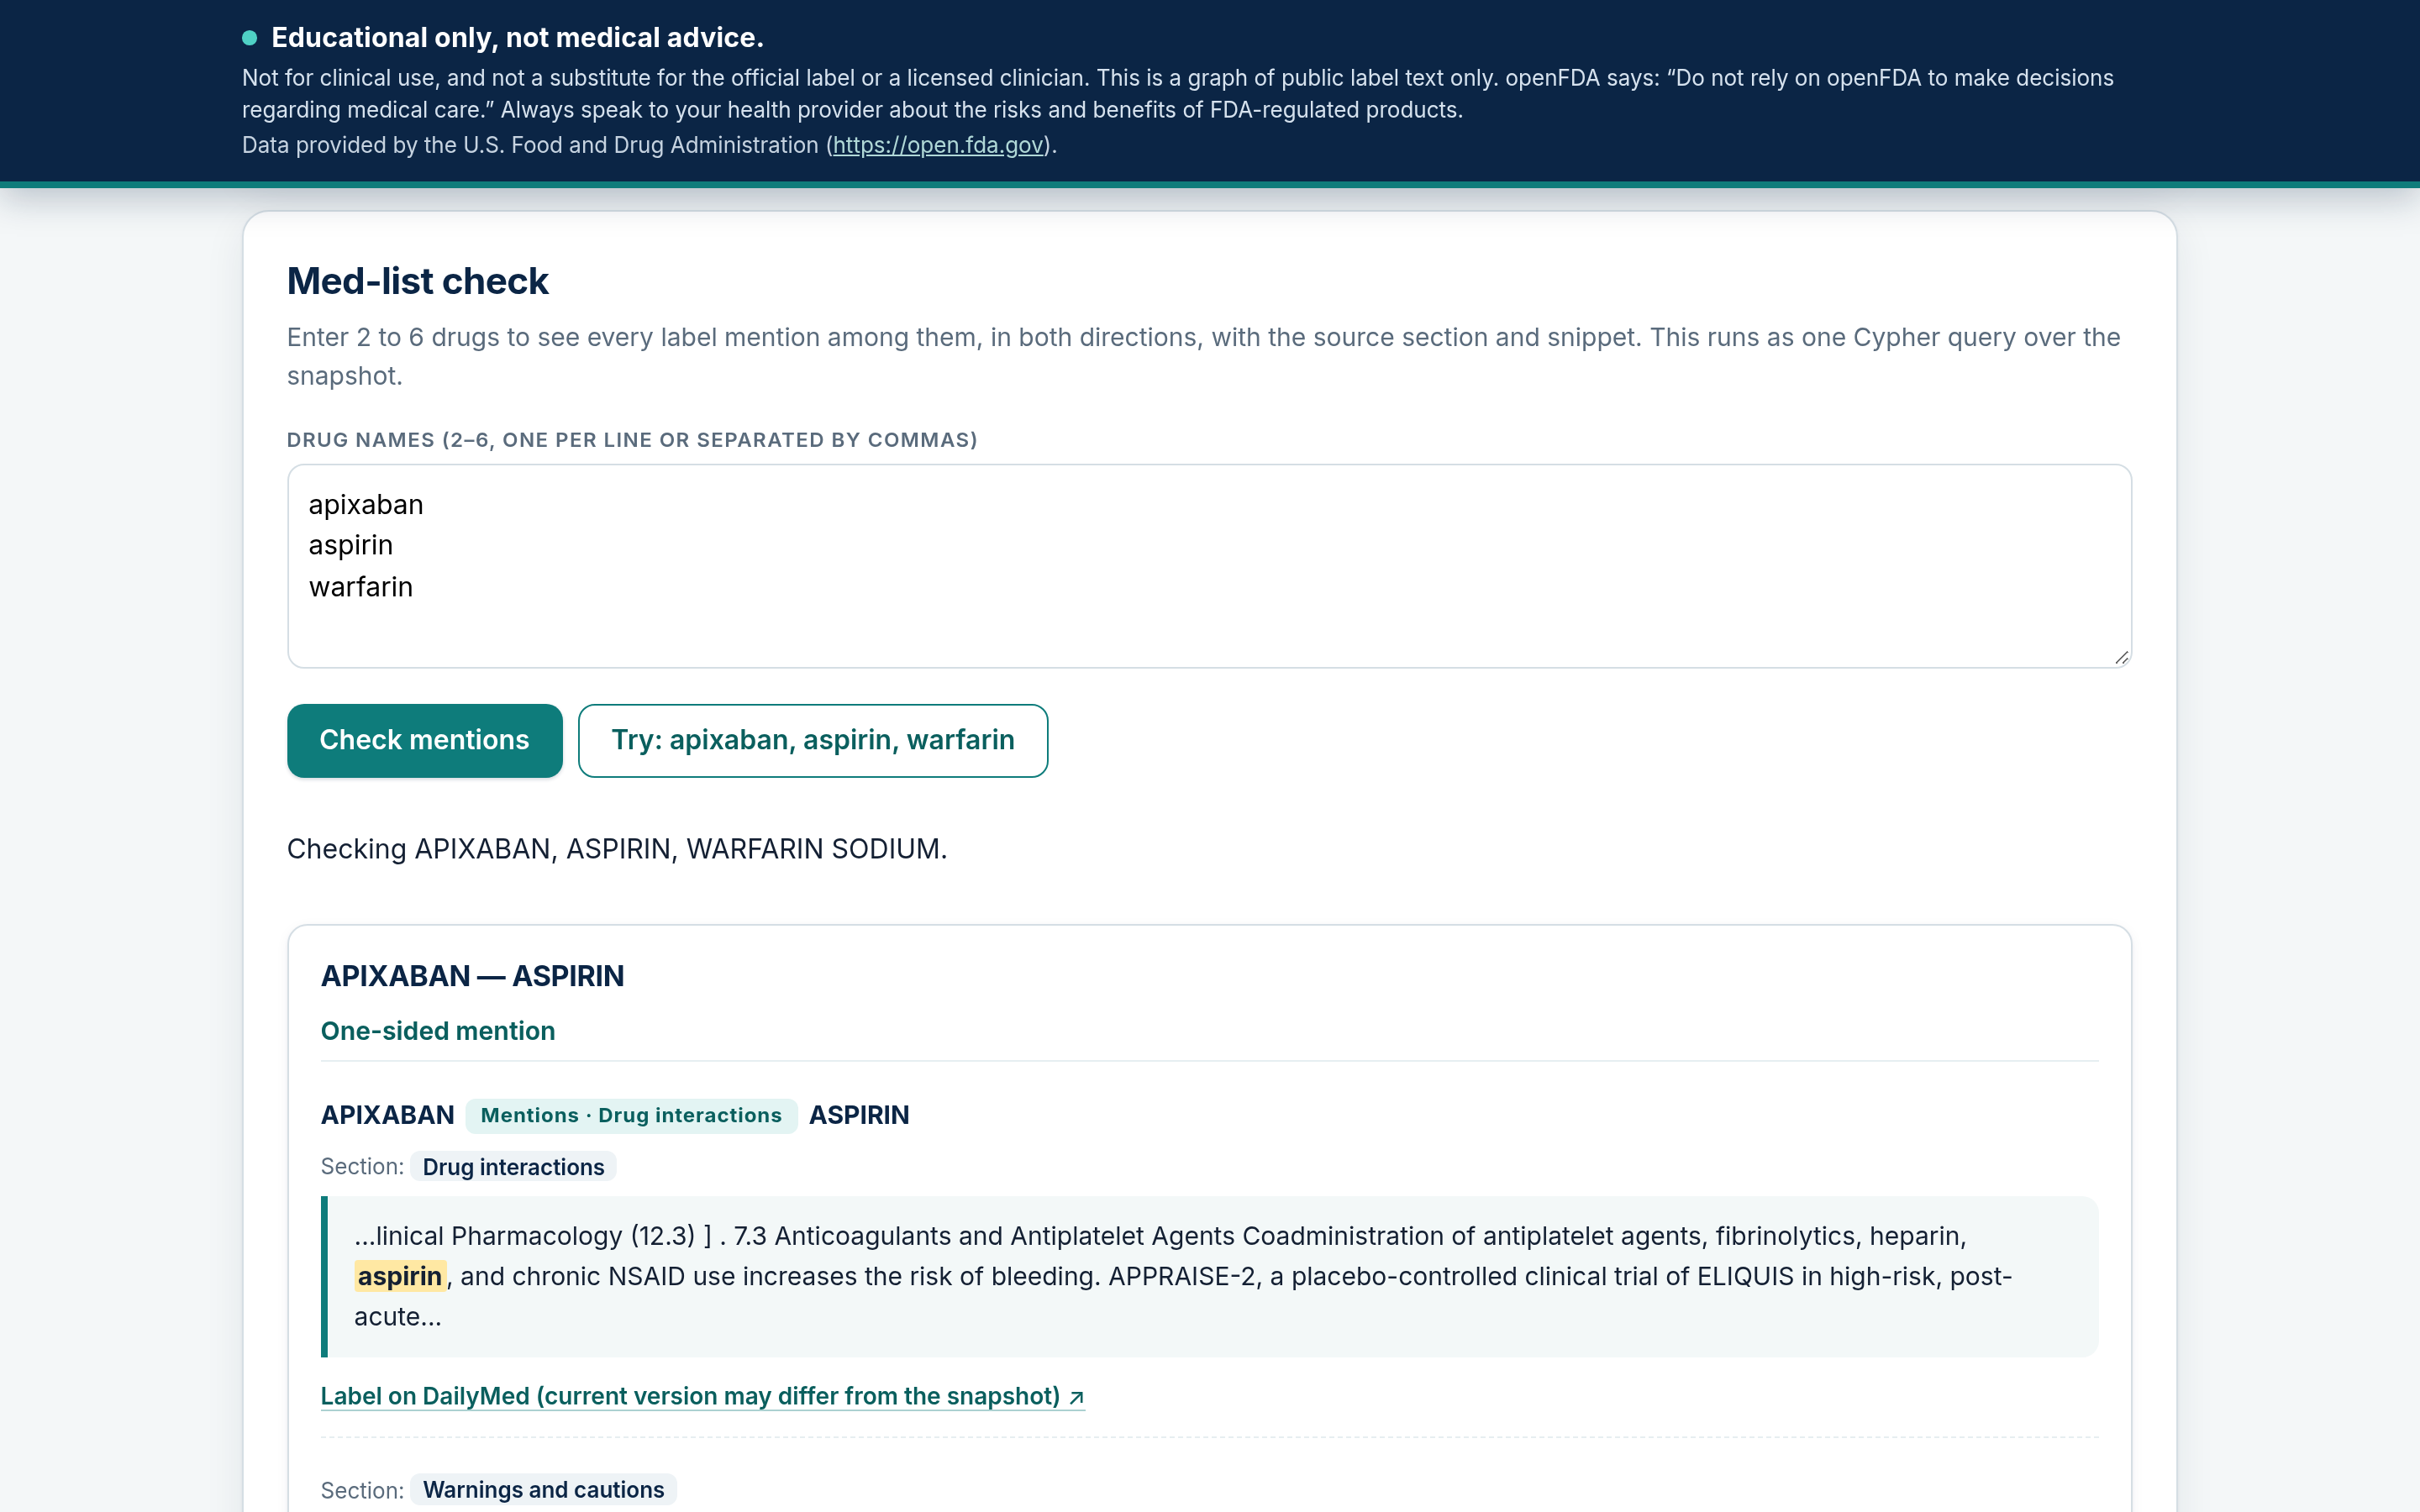 Educational only, not medical advice.
Not for clinical use, and not a substitute for the official label or a licensed clinician. This is a graph of public label text only. openFDA says: “Do not rely on openFDA to make decisions
regarding medical care.” Always speak to your health provider about the risks and benefits of FDA-regulated products.
Data provided by the U.S. Food and Drug Administration (https://open.fda.gov).
Med-list check
Enter 2 to 6 drugs to see every label mention among them, in both directions, with the source section and snippet. This runs as one Cypher query over the
snapshot.
DRUG NAMES (2–6, ONE PER LINE OR SEPARATED BY COMMAS)
apixaban
aspirin
warfarin
Check mentions
Try: apixaban, aspirin, warfarin
Checking APIXABAN, ASPIRIN, WARFARIN SODIUM.
APIXABAN — ASPIRIN
One-sided mention
APIXABAN Mentions · Drug interactions ASPIRIN
Section: Drug interactions
…linical Pharmacology (12.3) ] . 7.3 Anticoagulants and Antiplatelet Agents Coadministration of antiplatelet agents, fibrinolytics, heparin,
aspirin, and chronic NSAID use increases the risk of bleeding. APPRAISE-2, a placebo-controlled clinical trial of ELIQUIS in high-risk, post-
acute…
Label on DailyMed (current version may differ from the snapshot) ↗
Section: Warnings and cautions